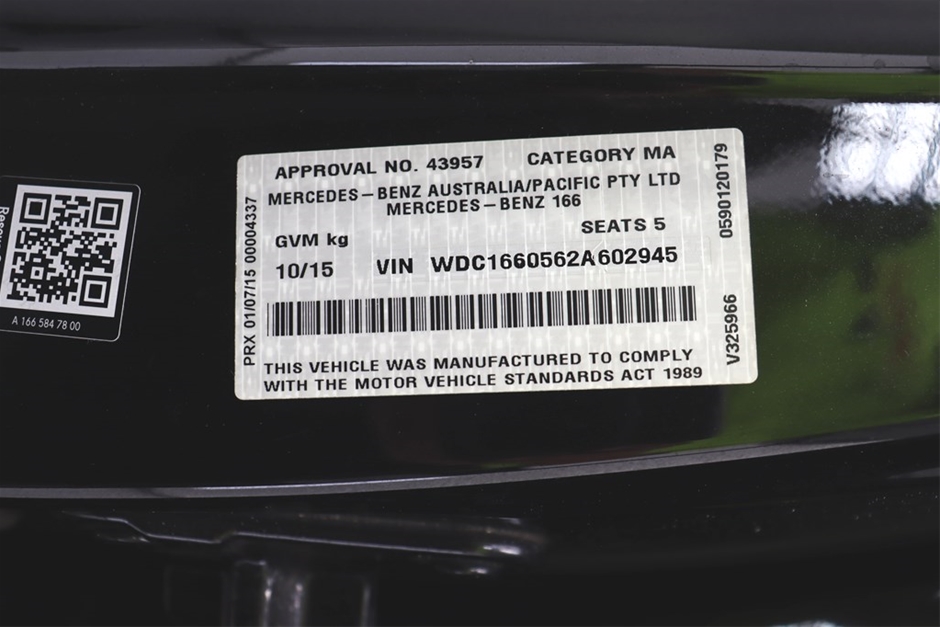 A 166 584 78 00
PRX 01/07/15 00004337
APPROVAL NO. 43957 CATEGORY MA
MERCEDES-BENZ AUSTRALIA/PACIFIC PTY LTD
MERCEDES-BENZ 166
SEATS 5
GVM kg
10/15 VIN WDC1660562A602945
THIS VEHICLE WAS MANUFACTURED TO COMPLY
WITH THE MOTOR VEHICLE STANDARDS ACT 1989
0590120179
V325966